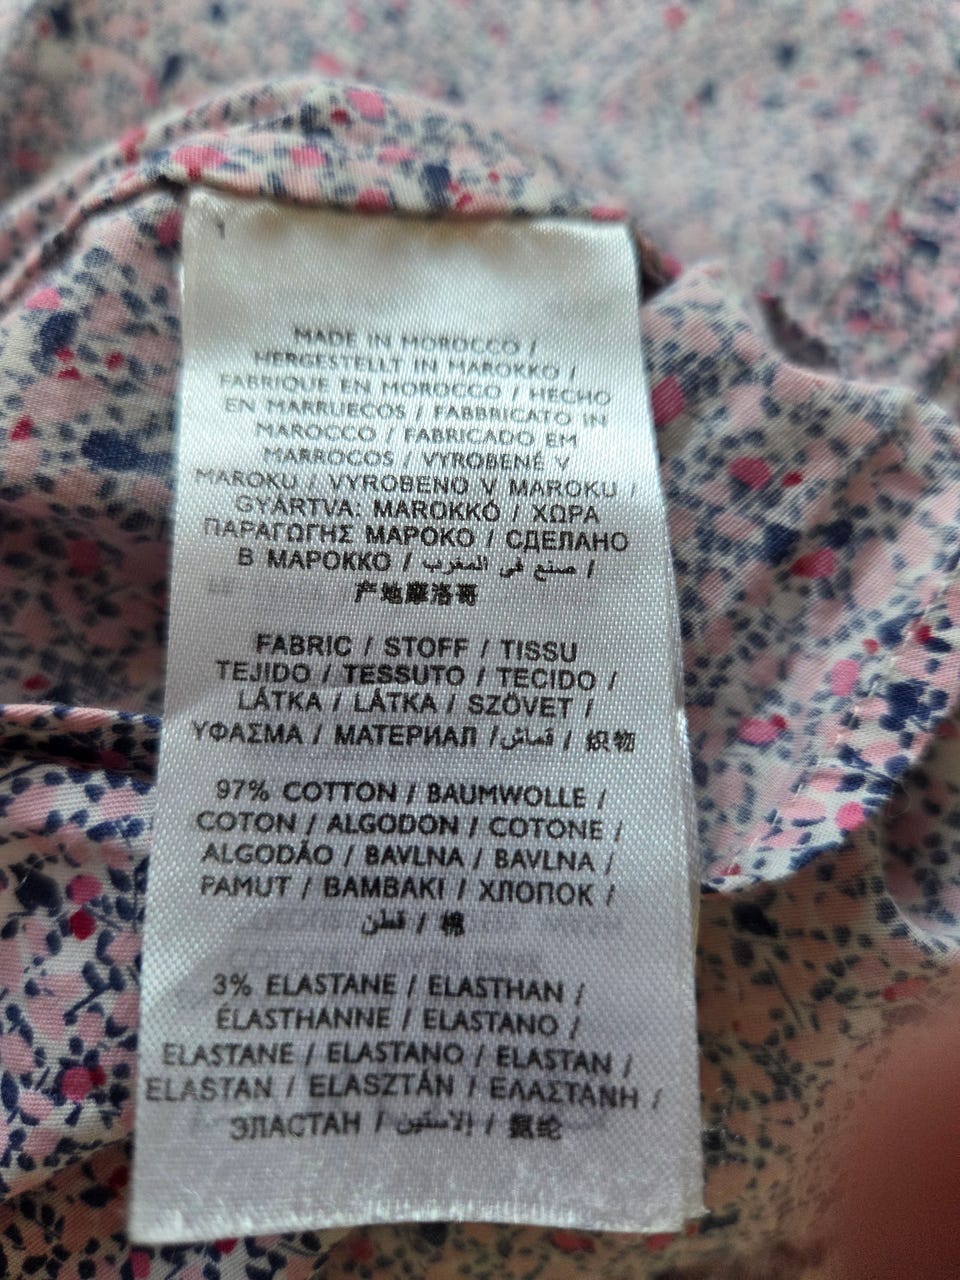 1
MADE IN MOROCCO /
HERGESTELLT IN MAROKKO /
FABRIQUE EN MOROCCO / HECHO
EN MARRUECOS / FABBRICATO IN
MAROCCO / FABRICADO EM
MARROCOS / VYROBENÉ V
MAROKU / VYROBENO V MAROKU /
GYÁRTVA: MAROKKÓ / ΧΩΡΑ
ΠΑΡΑΓΩΓΗΣ ΜΑΡΟΚΟ / СДЕЛАНО
В МАРОККО / صنع في المغرب /
产地摩洛哥
FABRIC / STOFF / TISSU
TEJIDO / TESSUTO / TECIDO /
LÁTKA / LÁTKA / SZÖVET /
ΥΦΑΣΜΑ / МАТЕРИАЛ / قماش / 织物
97% COTTON / BAUMWOLLE /
COTON / ALGODON / COTONE /
ALGODÃO / BAVLNA / BAVLNA /
PAMUT / ΒΑΜΒΑΚΙ / ХЛОПОК /
قطن / 棉
3% ELASTANE / ELASTHAN /
ÉLASTHANNE / ELASTANO /
ELASTANE / ELASTANO / ELASTAN /
ELASTAN / ELASZTÁN / ΕΛΑΣΤΑΝΗ /
ЭЛАСТАН / الاستين / 氨纶